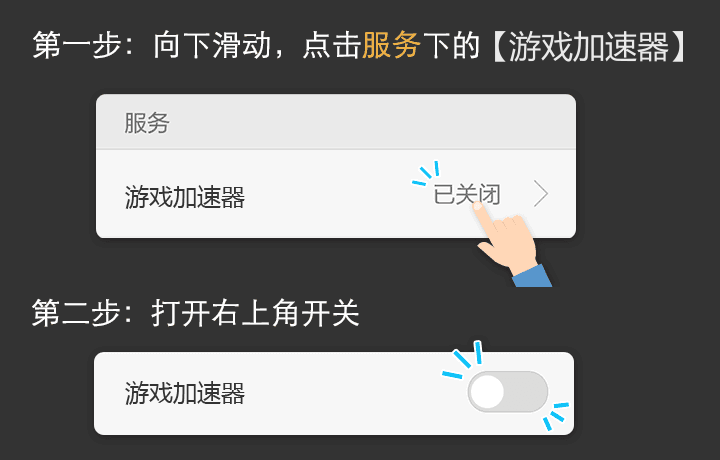 第一步：向下滑动，点击服务下的【游戏加速器】
服务
游戏加速器 已关闭
第二步：打开右上角开关
游戏加速器